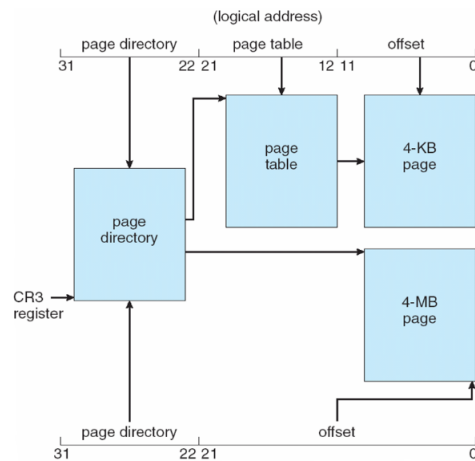 (logical address)
page directory page table offset
31 22 21 12 11 0
page
table
4-KB
page
page
directory
4-MB
page
CR3
register
page directory offset
31 22 21 0